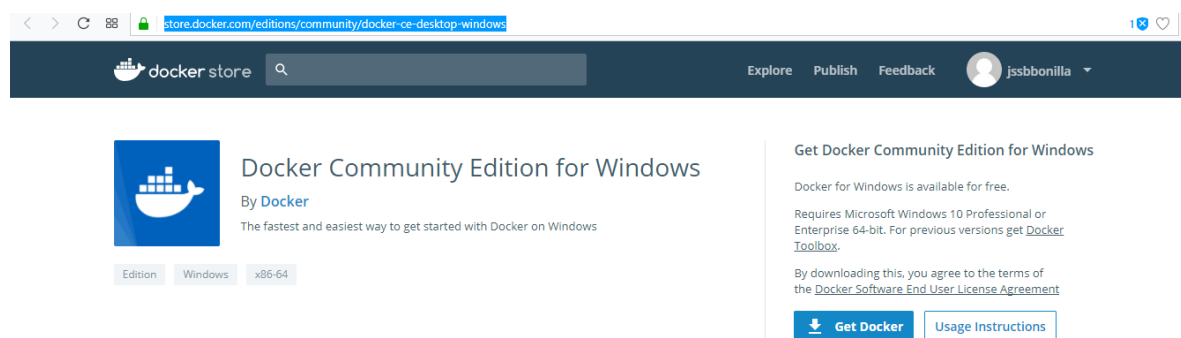 store.docker.com/editions/community/docker-ce-desktop-windows
1
docker store
Explore Publish Feedback jssbbonilla
Docker Community Edition for Windows
By Docker
The fastest and easiest way to get started with Docker on Windows
Edition Windows x86-64
Get Docker Community Edition for Windows
Docker for Windows is available for free.
Requires Microsoft Windows 10 Professional or
Enterprise 64-bit. For previous versions get Docker
Toolbox.
By downloading this, you agree to the terms of
the Docker Software End User License Agreement
Get Docker Usage Instructions